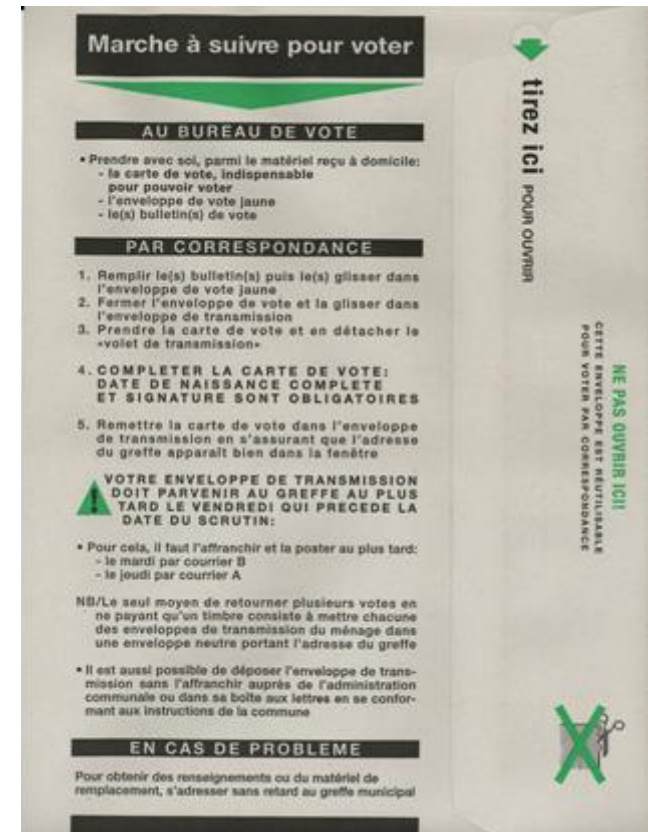 Marche à suivre pour voter
AU BUREAU DE VOTE
• Prendre avec soi, parmi le matériel reçu à domicile:
- la carte de vote, indispensable
pour pouvoir voter
- l'enveloppe de vote jaune
- le(s) bulletin(s) de vote
PAR CORRESPONDANCE
1. Remplir le(s) bulletin(s) puis le(s) glisser dans
l'enveloppe de vote jaune
2. Fermer l'enveloppe de vote et la glisser dans
l'enveloppe de transmission
3. Prendre la carte de vote et en détacher le
«volet de transmission»
4. COMPLETER LA CARTE DE VOTE:
DATE DE NAISSANCE COMPLETE
ET SIGNATURE SONT OBLIGATOIRES
5. Remettre la carte de vote dans l'enveloppe
de transmission en s'assurant que l'adresse
du greffe apparaît bien dans la fenêtre
VOTRE ENVELOPPE DE TRANSMISSION
DOIT PARVENIR AU GREFFE AU PLUS
TARD LE VENDREDI QUI PRECEDE LA
DATE DU SCRUTIN:
• Pour cela, il faut l'affranchir et la poster au plus tard:
- le mardi par courrier B
- le jeudi par courrier A
NB/Le seul moyen de retourner plusieurs votes en
ne payant qu'un timbre consiste à mettre chacune
des enveloppes de transmission du ménage dans
une enveloppe neutre portant l'adresse du greffe
• Il est aussi possible de déposer l'enveloppe de trans-
mission sans l'affranchir auprès de l'administration
communale ou dans sa boîte aux lettres en se confor-
mant aux instructions de la commune
EN CAS DE PROBLEME
Pour obtenir des renseignements ou du matériel de
remplacement, s'adresser sans retard au greffe municipal
tirez ici POUR OUVRIR
NE PAS OUVRIR ICI!
CETTE ENVELOPPE EST RÉUTILISABLE
POUR VOTER PAR CORRESPONDANCE